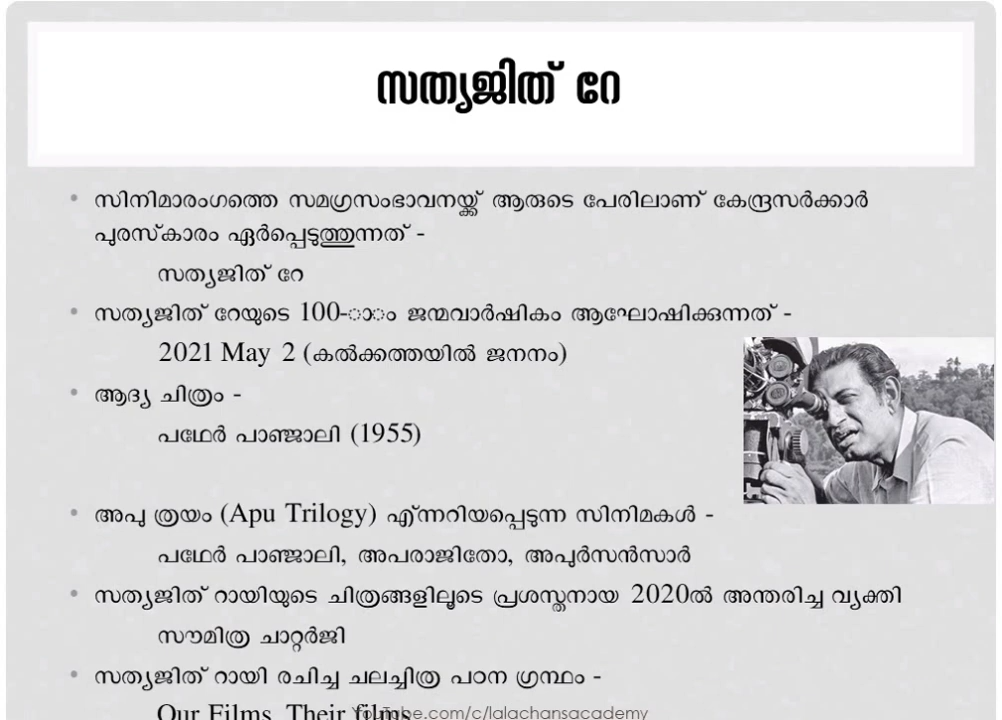 സത്യജിത് റേ
• സിനിമാരംഗത്തെ സമഗ്രസംഭാവനയ്ക്ക് ആരുടെ പേരിലാണ് കേന്ദ്രസർക്കാർ
പുരസ്കാരം ഏർപ്പെടുത്തുന്നത് -
സത്യജിത് റേ
• സത്യജിത് റേയുടെ 100-ാാം ജന്മവാർഷികം ആഘോഷിക്കുന്നത് -
2021 May 2 (കൽക്കത്തയിൽ ജനനം)
• ആദ്യ ചിത്രം -
പഥേർ പാഞ്ജാലി (1955)
• അപു ത്രയം (Apu Trilogy) എ്ന്നറിയപ്പെടുന്ന സിനിമകൾ -
പഥേർ പാഞ്ജാലി, അപരാജിതോ, അപുർസൻസാർ
• സത്യജിത് റായിയുടെ ചിത്രങ്ങളിലൂടെ പ്രശസ്തനായ 2020ൽ അന്തരിച്ച വ്യക്തി
സൗമിത്ര ചാറ്റർജി
• സത്യജിത് റായി രചിച്ച ചലച്ചിത്ര പഠന ഗ്രന്ഥം -
Our Films, Their films
YouTube.com/c/lalachansacademy